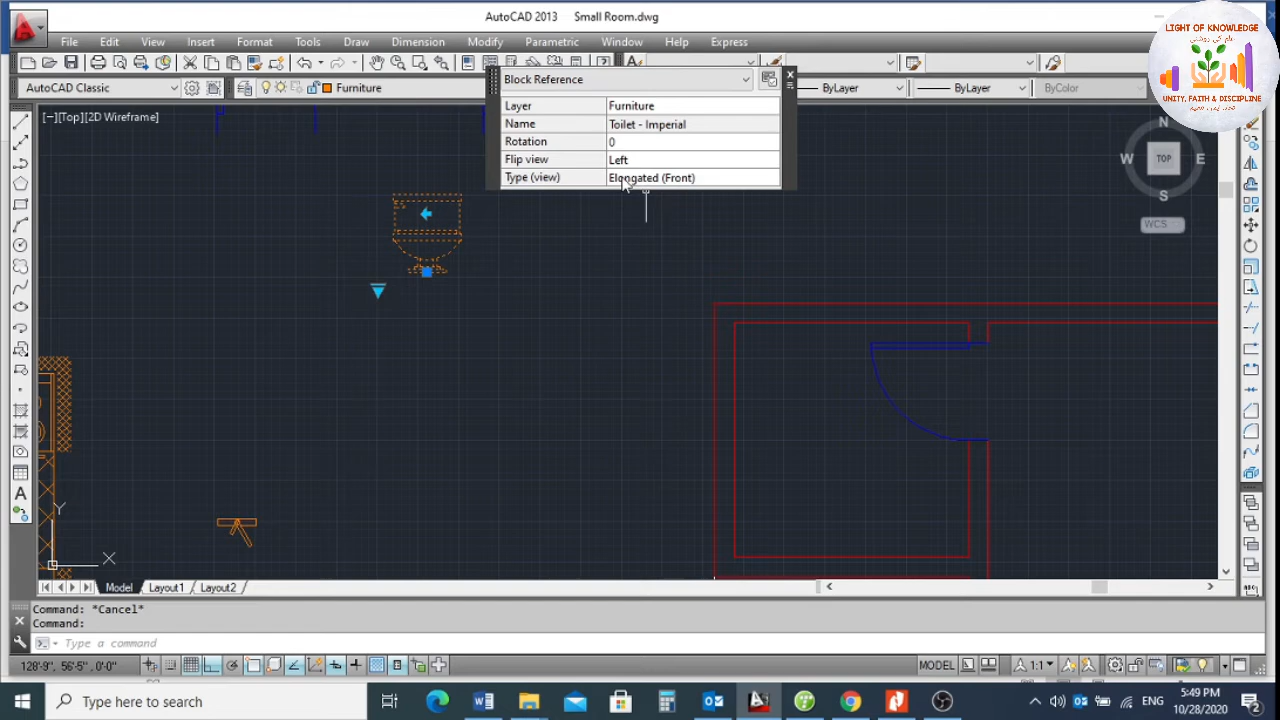 AutoCAD 2013 Small Room.dwg
LIGHT OF KNOWLEDGE
علم کی روشنی
UNITY, FAITH & DISCIPLINE
File Edit View Insert Format Tools Draw Dimension Modify Parametric Window Help Express
AutoCAD Classic
Furniture
ByLayer
ByLayer
ByColor
Block Reference
Layer Furniture
Name Toilet - Imperial
Rotation 0
Flip view Left
Type (view) Elongated (Front)
[−][Top][2D Wireframe]
N
W TOP E
S
WCS
Y
X
Model Layout1 Layout2
Command: *Cancel*
Command:
Type a command
128'-9", 56'-5" , 0'-0"
MODEL
1:1
Type here to search
ENG
5:49 PM
10/28/2020
2